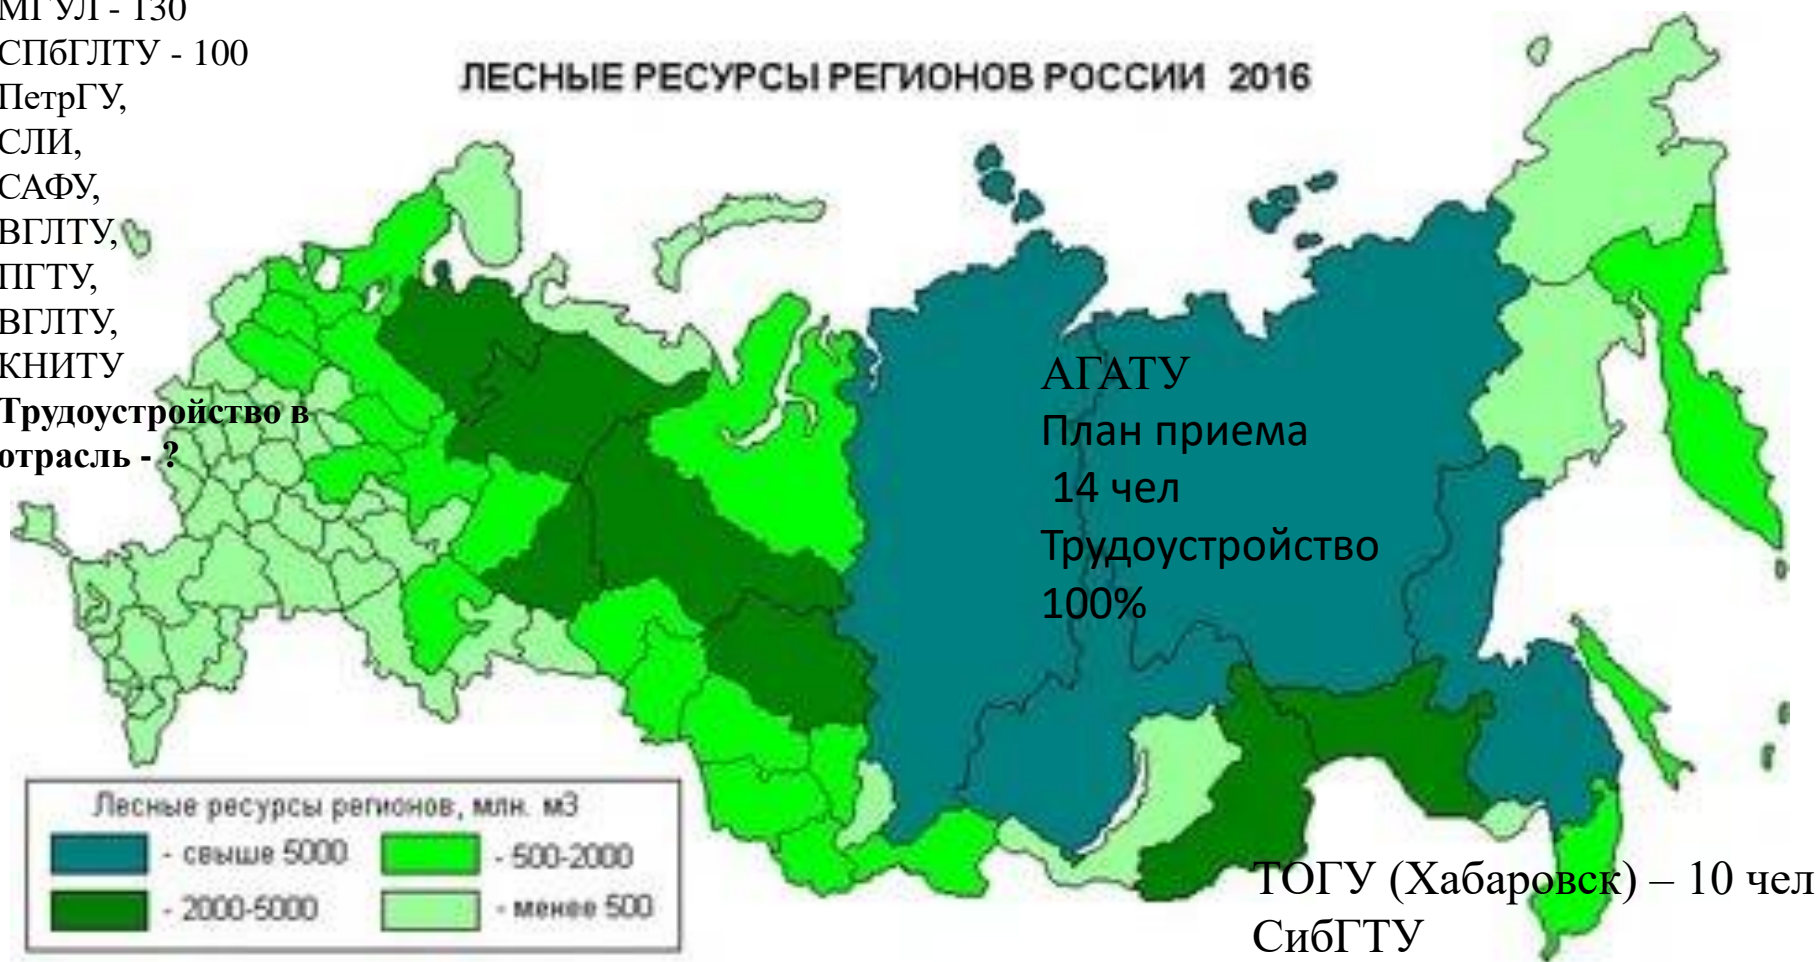 МГУЛ - 130
СПбГЛТУ - 100
ПетрГУ,
СЛИ,
САФУ,
ВГЛТУ,
ПГТУ,
ВГЛТУ,
КНИТУ
Трудоустройство в
отрасль - ?
ЛЕСНЫЕ РЕСУРСЫ РЕГИОНОВ РОССИИ 2016
АГАТУ
План приема
14 чел
Трудоустройство
100%
Лесные ресурсы регионов, млн. м3
- свыше 5000
- 500-2000
- 2000-5000
- менее 500
ТОГУ (Хабаровск) – 10 чел
СибГТУ